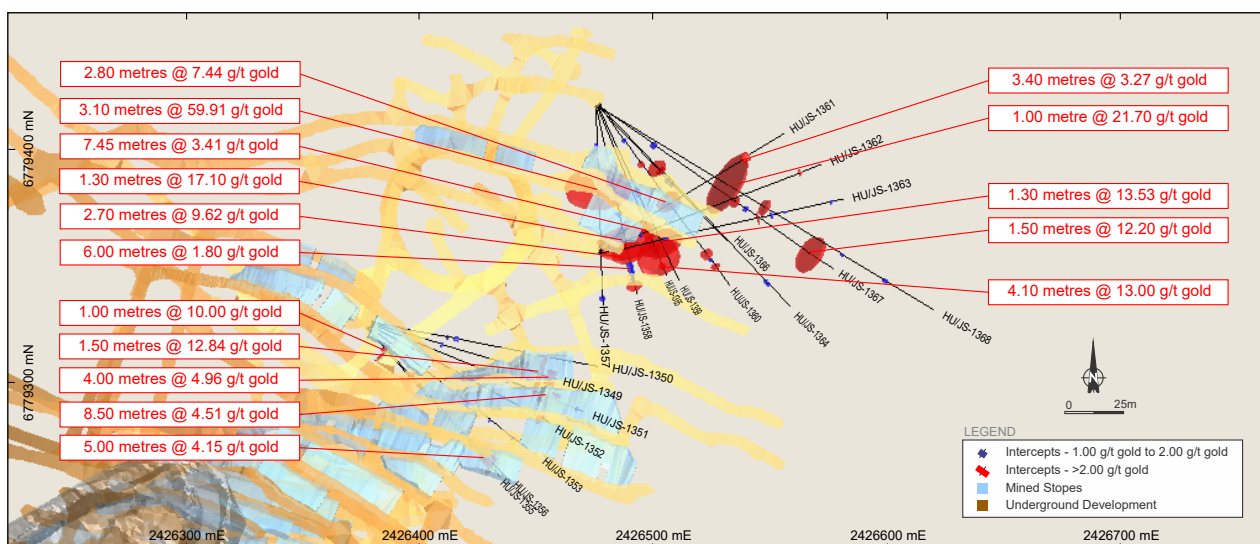 2.80 metres @ 7.44 g/t gold
3.10 metres @ 59.91 g/t gold
7.45 metres @ 3.41 g/t gold
1.30 metres @ 17.10 g/t gold
2.70 metres @ 9.62 g/t gold
6.00 metres @ 1.80 g/t gold
1.00 metres @ 10.00 g/t gold
1.50 metres @ 12.84 g/t gold
4.00 metres @ 4.96 g/t gold
8.50 metres @ 4.51 g/t gold
5.00 metres @ 4.15 g/t gold
3.40 metres @ 3.27 g/t gold
1.00 metre @ 21.70 g/t gold
1.30 metres @ 13.53 g/t gold
1.50 metres @ 12.20 g/t gold
4.10 metres @ 13.00 g/t gold
6779400 mN
6779300 mN
HU/JS-1361
HU/JS-1362
HU/JS-1363
HU/JS-1366
HU/JS-1367
HU/JS-1368
HU/JS-1364
HU/JS-1360
HU/JS-1358
HU/JS-1357
HU/JS-1350
HU/JS-1349
HU/JS-1351
HU/JS-1352
HU/JS-1353
HU/JS-1356
HU/JS-1355
N
0 25m
LEGEND
Intercepts - 1.00 g/t gold to 2.00 g/t gold
Intercepts - >2.00 g/t gold
Mined Stopes
Underground Development
2426300 mE
2426400 mE
2426500 mE
2426600 mE
2426700 mE